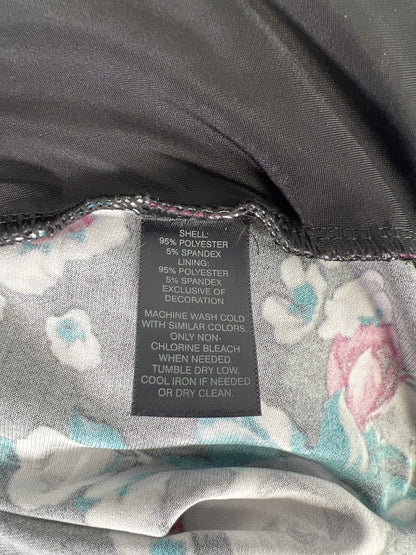 SHELL:
95% POLYESTER
5% SPANDEX
LINING:
95% POLYESTER
5% SPANDEX
EXCLUSIVE OF
DECORATION
MACHINE WASH COLD
WITH SIMILAR COLORS.
ONLY NON-
CHLORINE BLEACH
WHEN NEEDED.
TUMBLE DRY LOW.
COOL IRON IF NEEDED
OR DRY CLEAN.